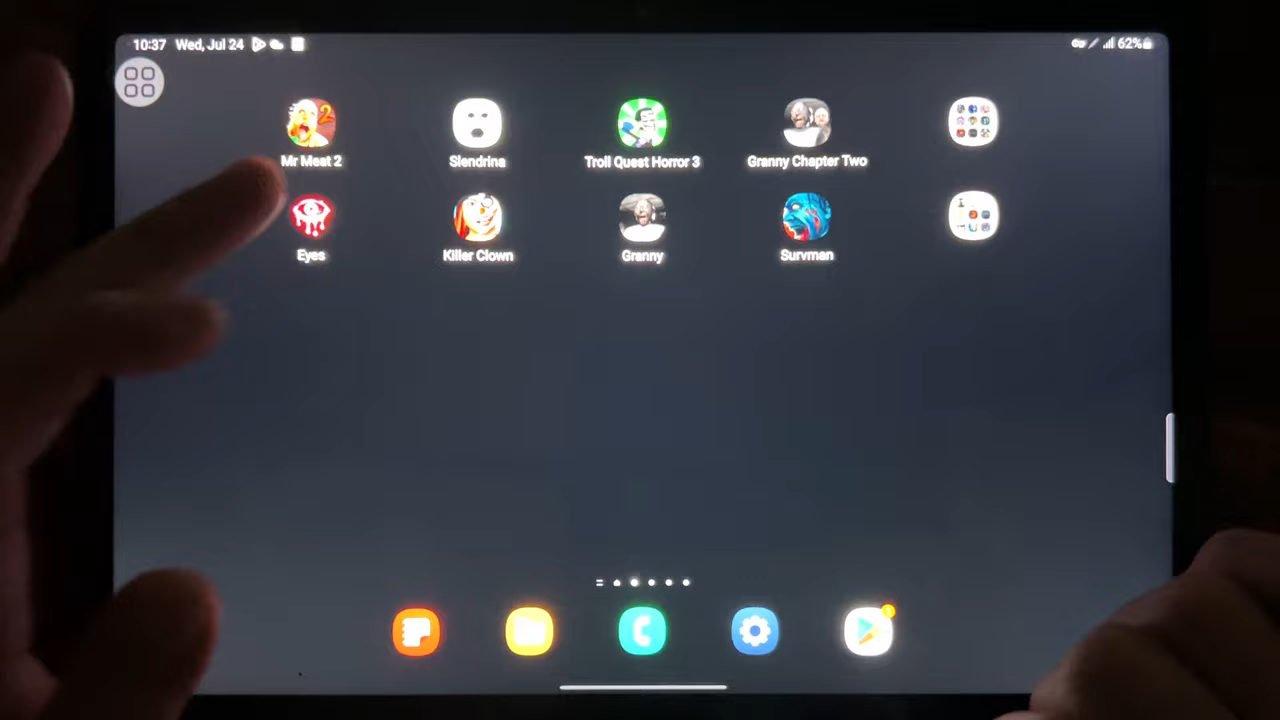 10:37 Wed, Jul 24
62%
Mr Meat 2
Slendrina
Troll Quest Horror 3
Granny Chapter Two
Eyes
Killer Clown
Granny
Survman